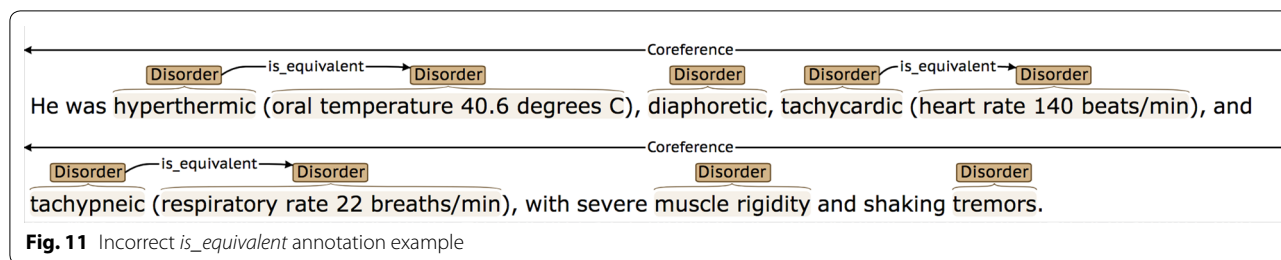 Coreference
Disorder is_equivalent Disorder Disorder Disorder is_equivalent Disorder
He was hyperthermic (oral temperature 40.6 degrees C), diaphoretic, tachycardic (heart rate 140 beats/min), and
Coreference
Disorder is_equivalent Disorder Disorder Disorder
tachypneic (respiratory rate 22 breaths/min), with severe muscle rigidity and shaking tremors.
Fig. 11 Incorrect is_equivalent annotation example